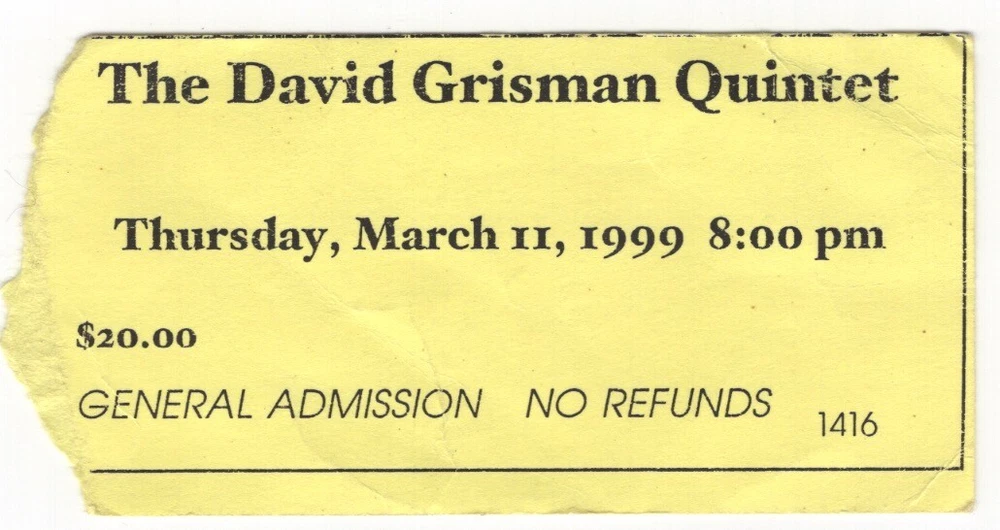 The David Grisman Quintet
Thursday, March 11, 1999 8:00 pm
$20.00
GENERAL ADMISSION NO REFUNDS
1416